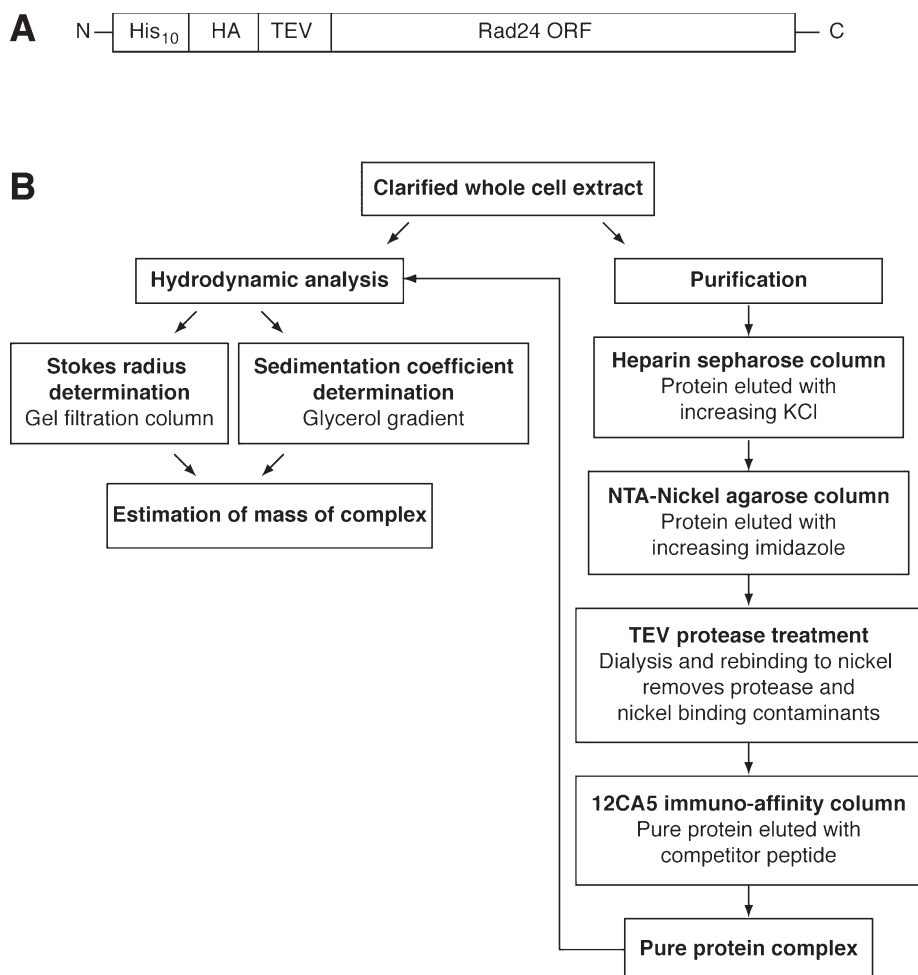 A
N
His10
HA
TEV
Rad24 ORF
C
B
Clarified whole cell extract
Hydrodynamic analysis
Purification
Stokes radius
determination
Gel filtration column
Sedimentation coefficient
determination
Glycerol gradient
Heparin sepharose column
Protein eluted with
increasing KCl
Estimation of mass of complex
NTA-Nickel agarose column
Protein eluted with
increasing imidazole
TEV protease treatment
Dialysis and rebinding to nickel
removes protease and
nickel binding contaminants
12CA5 immuno-affinity column
Pure protein eluted with
competitor peptide
Pure protein complex